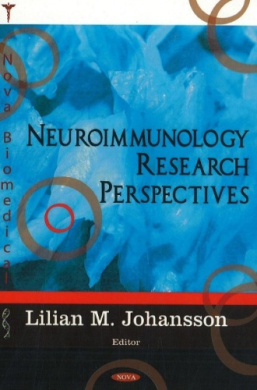 Nova Biomedical
NEUROIMMUNOLOGY
RESEARCH
PERSPECTIVES
Lilian M. Johansson
Editor
NOVA